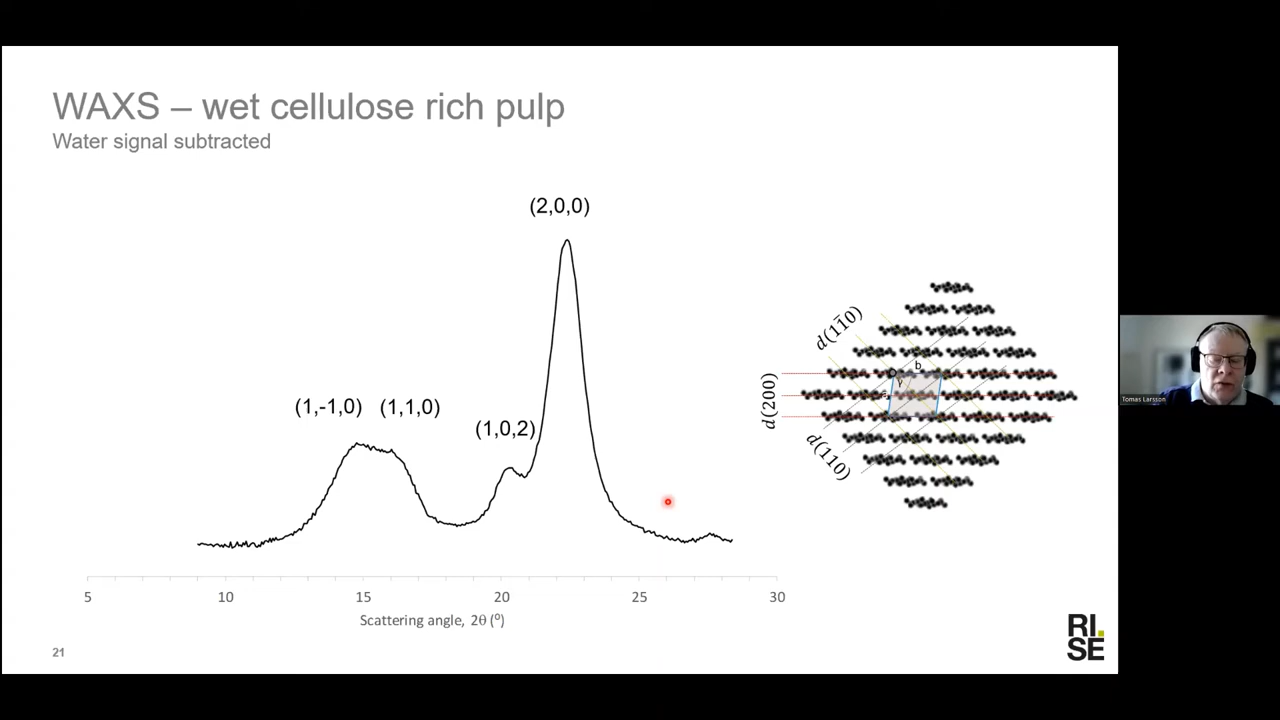 WAXS – wet cellulose rich pulp
Water signal subtracted
(2,0,0)
(1,-1,0)
(1,1,0)
(1,0,2)
5
10
15
20
25
30
Scattering angle, 2θ (⁰)
d(11̄0)
d(200)
d(110)
b
γ
a
21
RI.
SE
Tomas Larsson